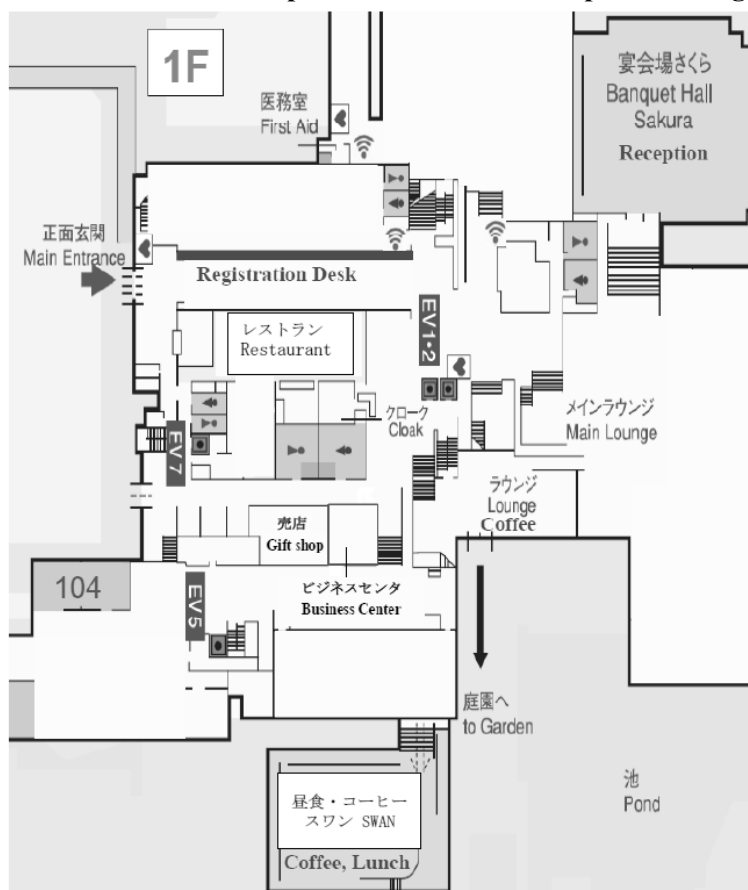 1F
医務室
First Aid
宴会場さくら
Banquet Hall
Sakura
Reception
正面玄関
Main Entrance
Registration Desk
レストラン
Restaurant
EV1・2
クローク
Cloak
メインラウンジ
Main Lounge
EV7
ラウンジ
Lounge
Coffee
売店
Gift shop
104
EV5
ビジネスセンタ
Business Center
庭園へ
to Garden
昼食・コーヒー
スワン SWAN
Coffee, Lunch
池
Pond